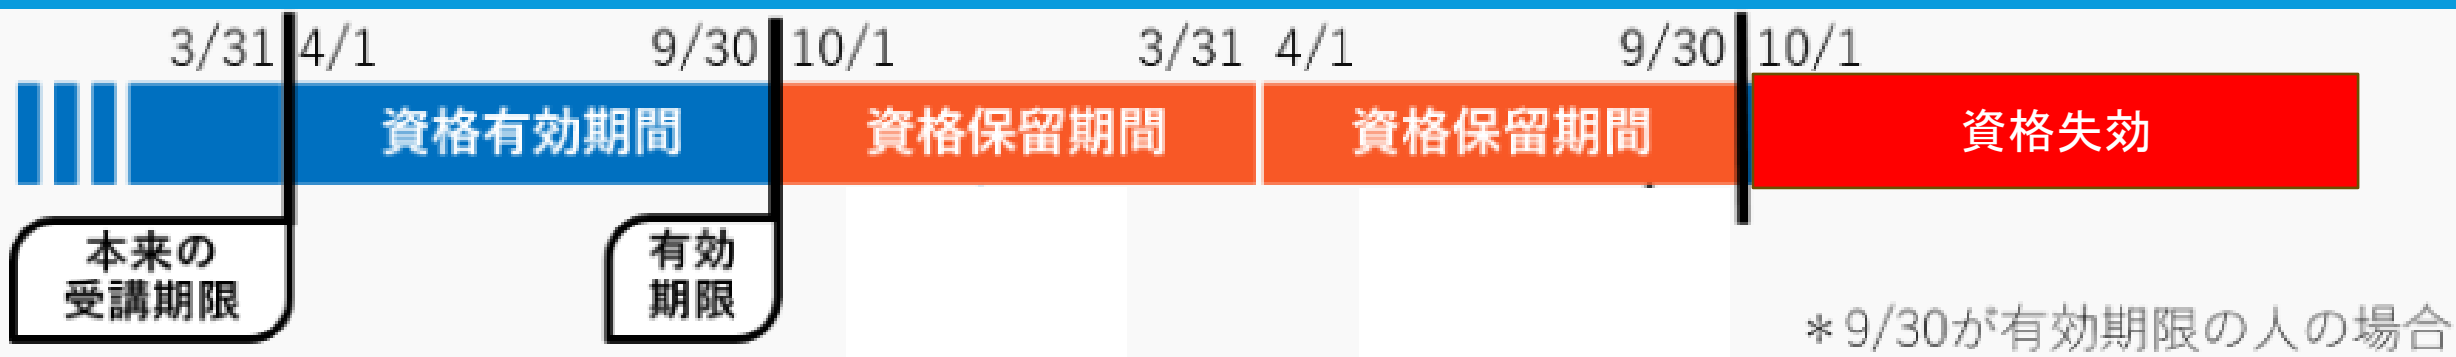 3/31 4/1 9/30 10/1 3/31 4/1 9/30 10/1
資格有効期間 資格保留期間 資格保留期間 資格失効
本来の
受講期限
有効
期限
＊9/30が有効期限の人の場合